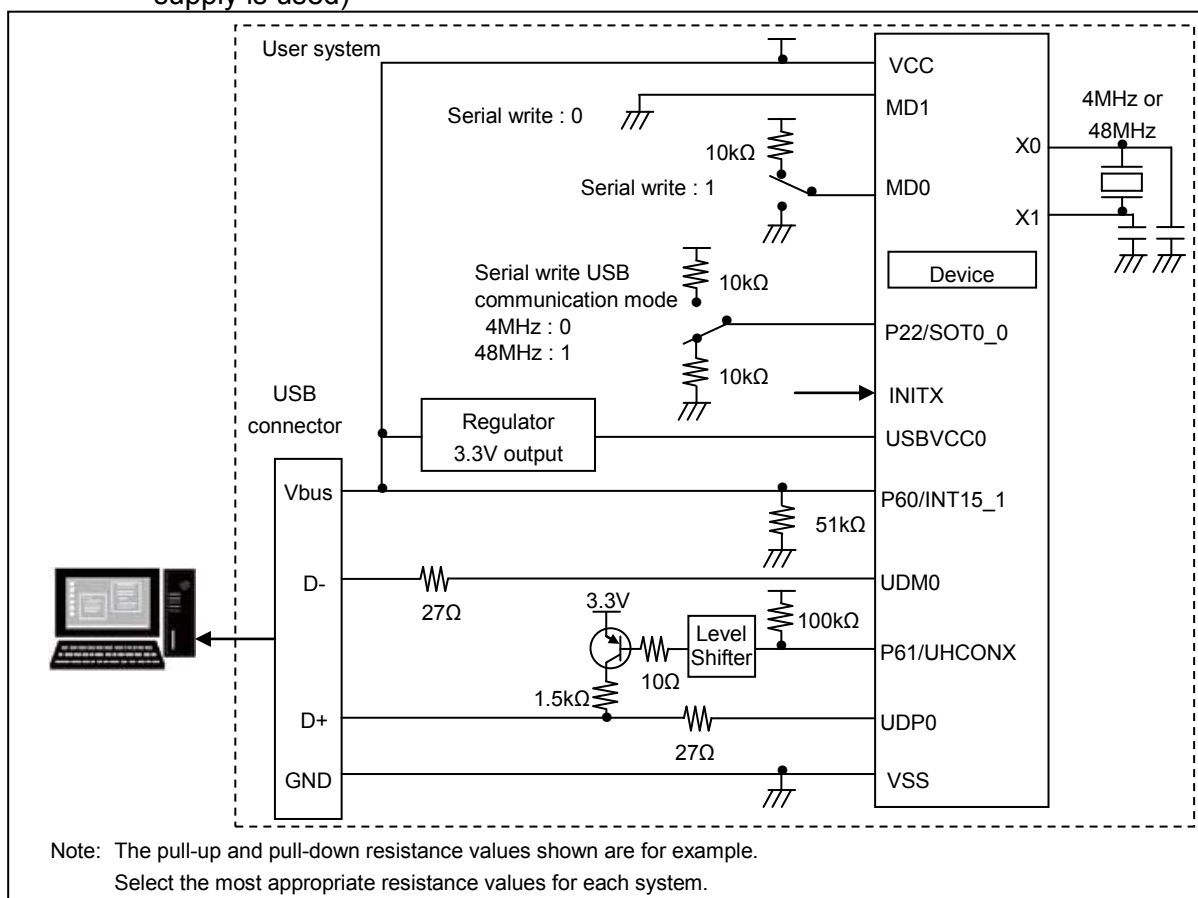 supply is used)
User system
VCC
MD1
Serial write : 0
4MHz or
48MHz
X0
10kΩ
Serial write : 1
MD0
X1
Serial write USB
communication mode
4MHz : 0
48MHz : 1
10kΩ
Device
P22/SOT0_0
10kΩ
INITX
USB
connector
Regulator
3.3V output
USBVCC0
Vbus
P60/INT15_1
51kΩ
D-
27Ω
UDM0
3.3V
100kΩ
Level
Shifter
P61/UHCONX
10Ω
1.5kΩ
D+
27Ω
UDP0
GND
VSS
Note: The pull-up and pull-down resistance values shown are for example.
Select the most appropriate resistance values for each system.